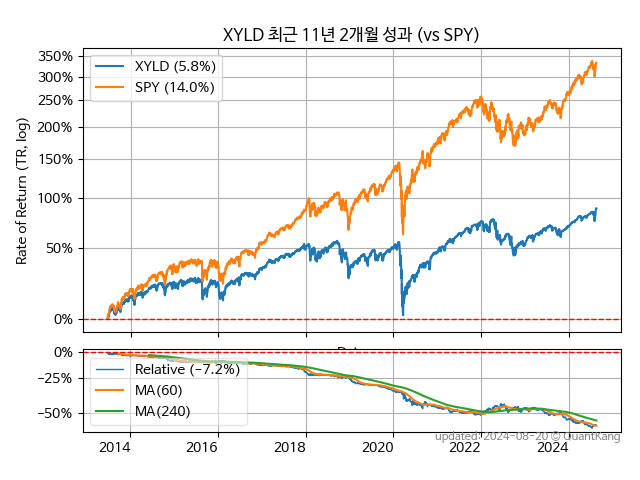 XYLD 최근 11년 2개월 성과 (vs SPY)
Rate of Return (TR, log)
350%
300%
250%
200%
150%
100%
50%
0%
XYLD (5.8%)
SPY (14.0%)
0%
−25%
−50%
Relative (−7.2%)
MA(60)
MA(240)
2014 2016 2018 2020 2022 2024
updated: 2024-08-20 © QuantKang